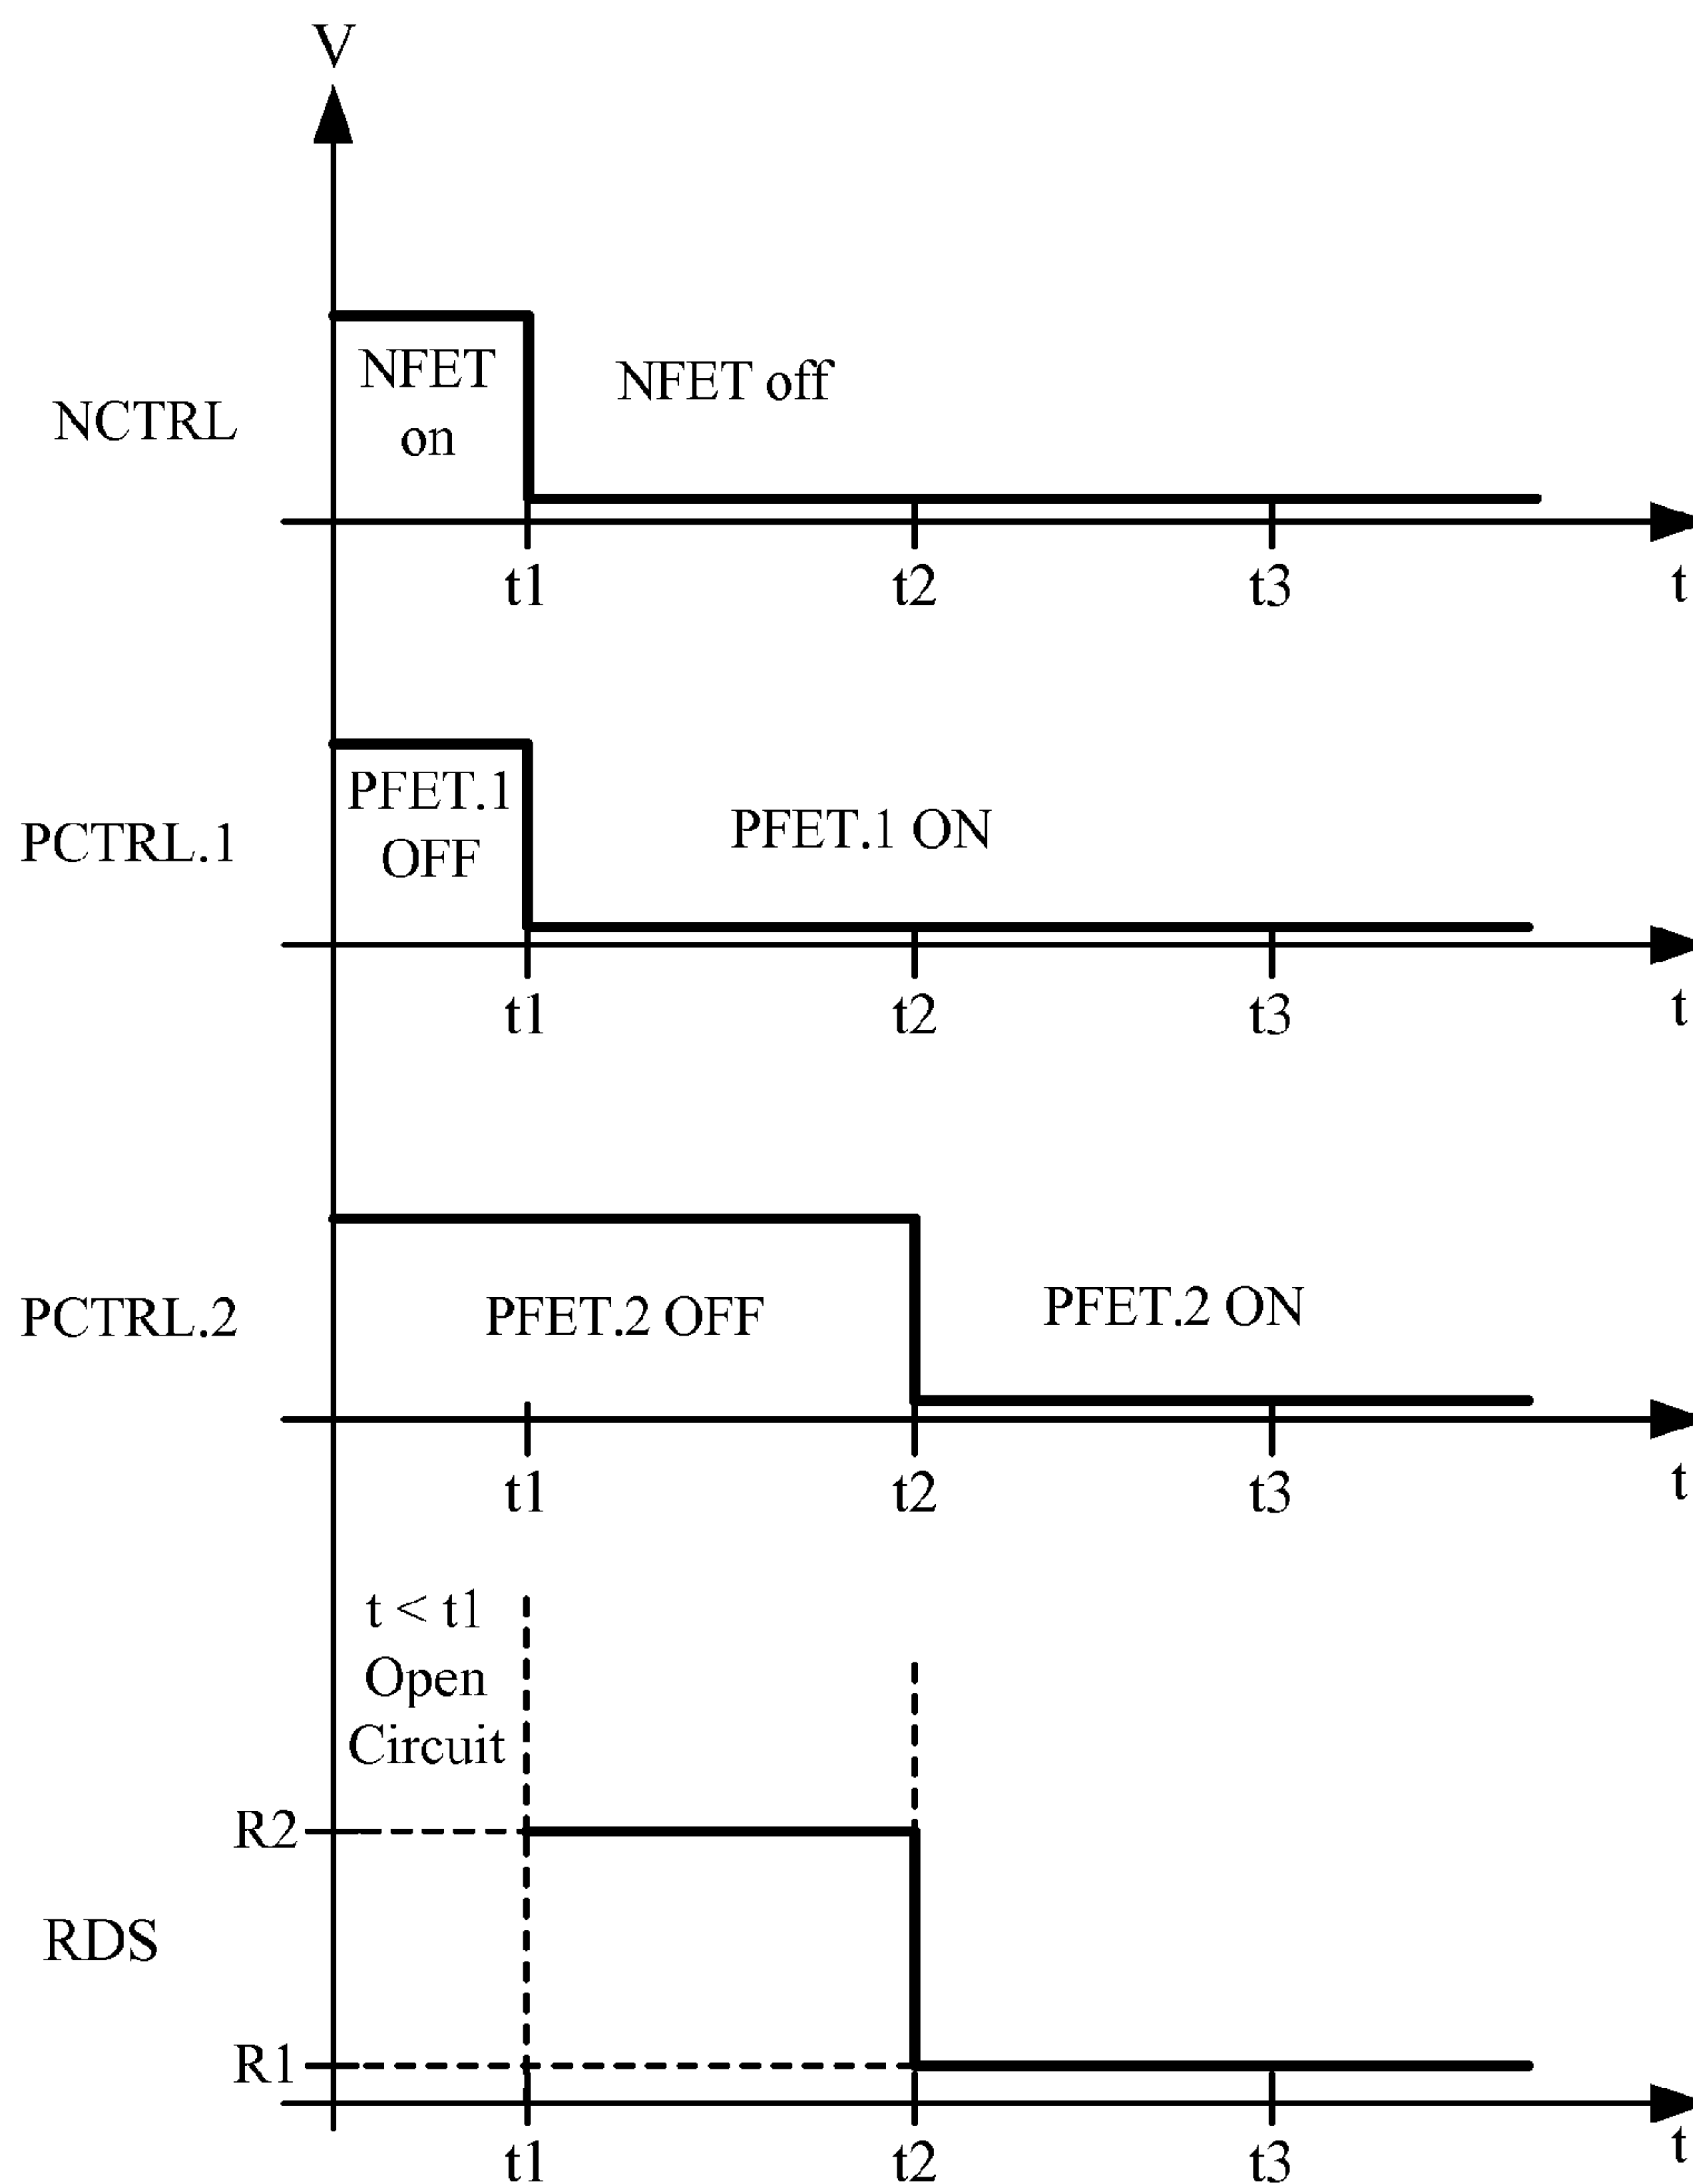 V
NFET
on
NFET off
NCTRL
t1 t2 t3 t
PFET.1
OFF
PFET.1 ON
PCTRL.1
t1 t2 t3 t
PFET.2 OFF
PFET.2 ON
PCTRL.2
t1 t2 t3 t
t < t1
Open
Circuit
R2
RDS
R1
t1 t2 t3 t